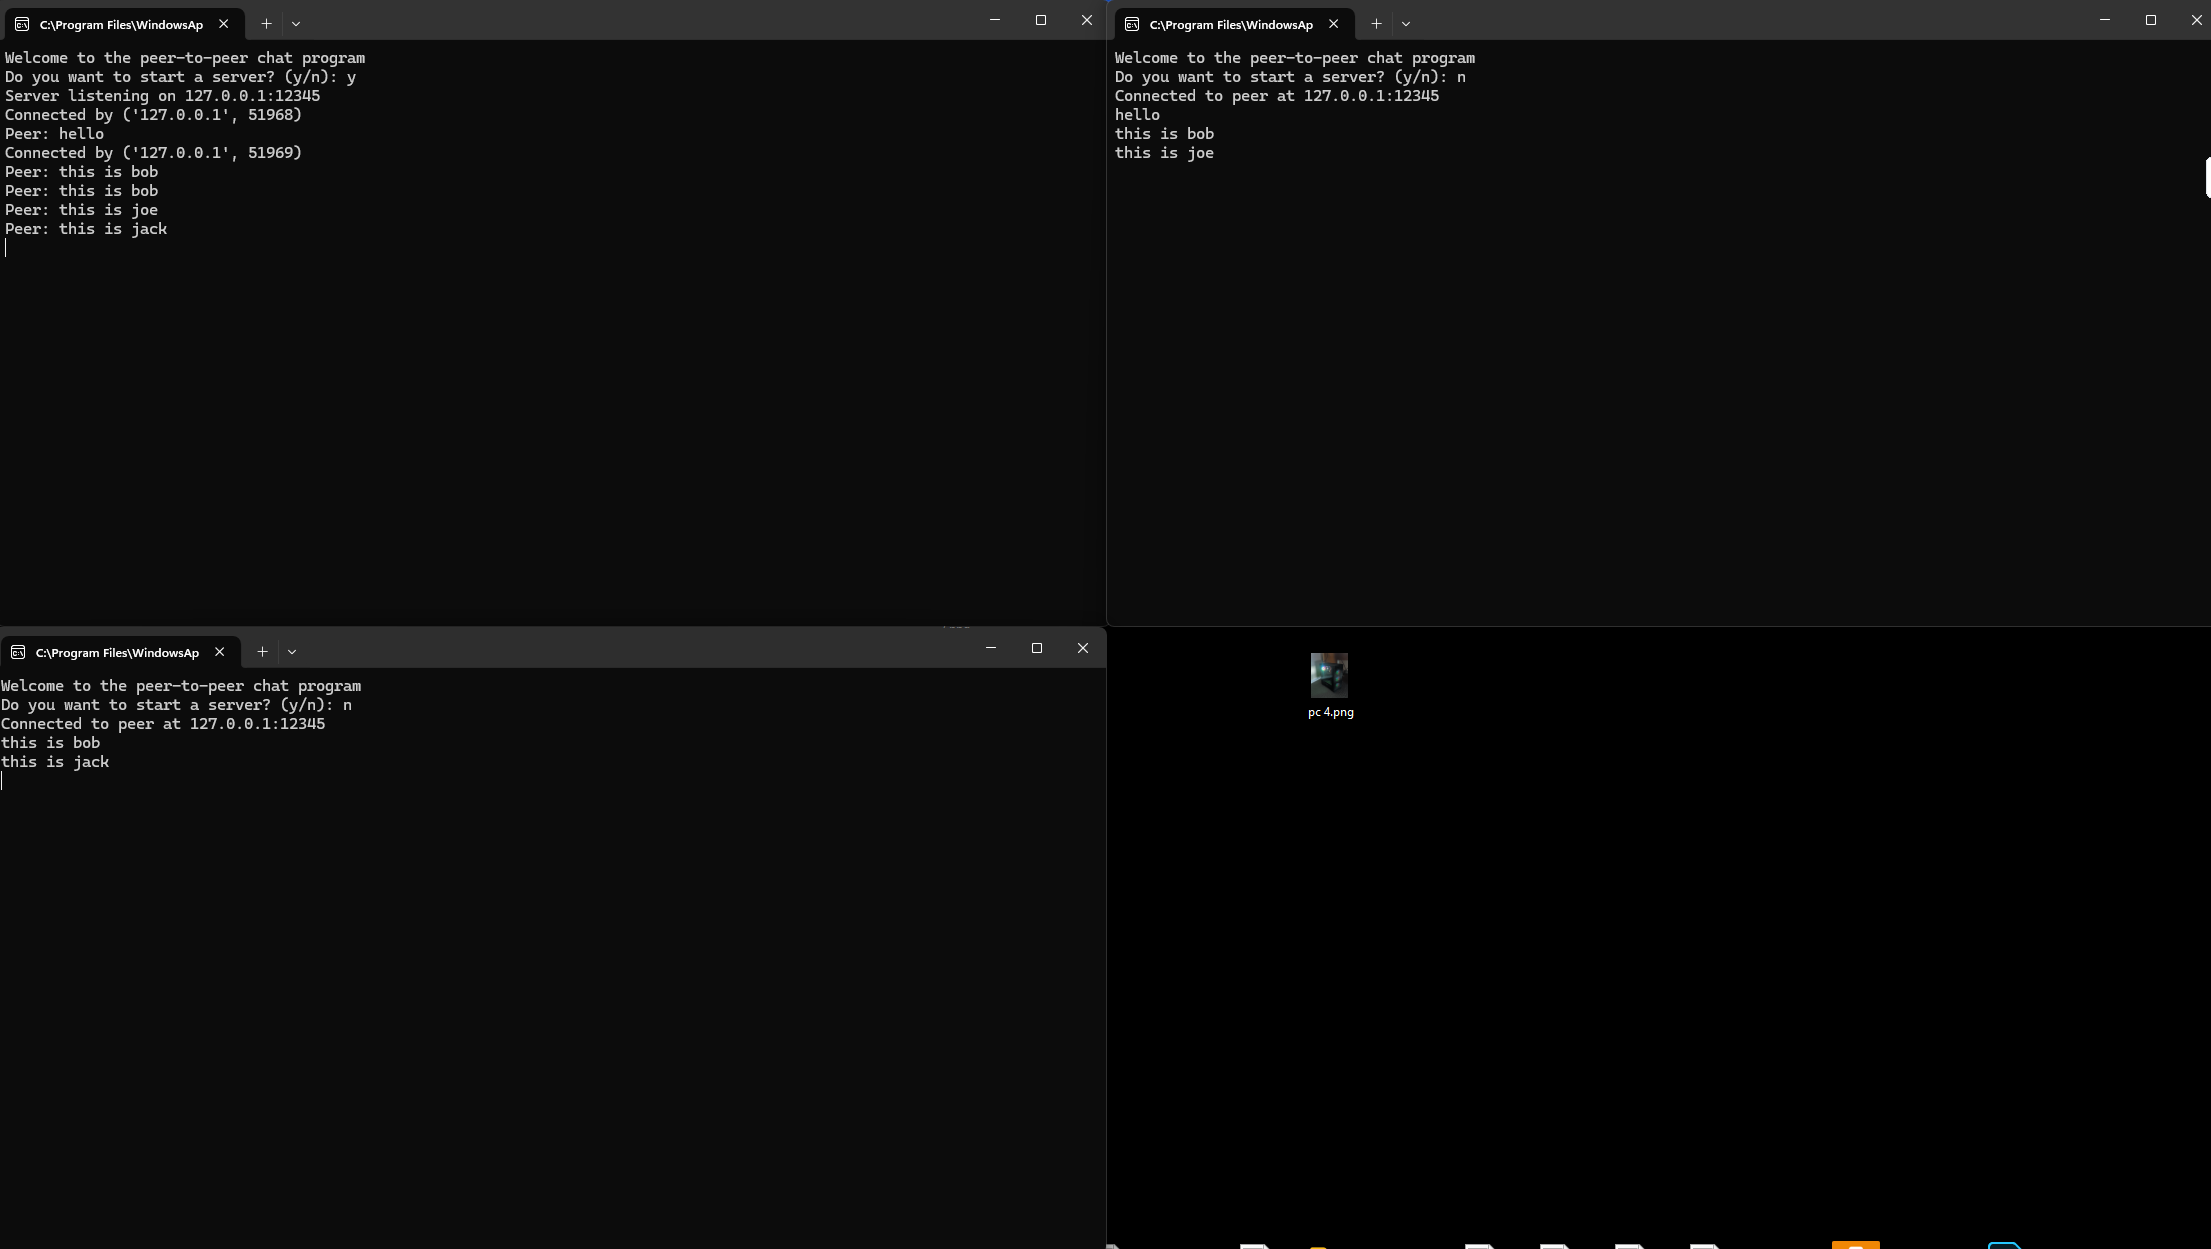 C:\Program Files\WindowsAp
Welcome to the peer-to-peer chat program
Do you want to start a server? (y/n): y
Server listening on 127.0.0.1:12345
Connected by ('127.0.0.1', 51968)
Peer: hello
Connected by ('127.0.0.1', 51969)
Peer: this is bob
Peer: this is bob
Peer: this is joe
Peer: this is jack
C:\Program Files\WindowsAp
Welcome to the peer-to-peer chat program
Do you want to start a server? (y/n): n
Connected to peer at 127.0.0.1:12345
hello
this is bob
this is joe
C:\Program Files\WindowsAp
Welcome to the peer-to-peer chat program
Do you want to start a server? (y/n): n
Connected to peer at 127.0.0.1:12345
this is bob
this is jack
pc 4.png